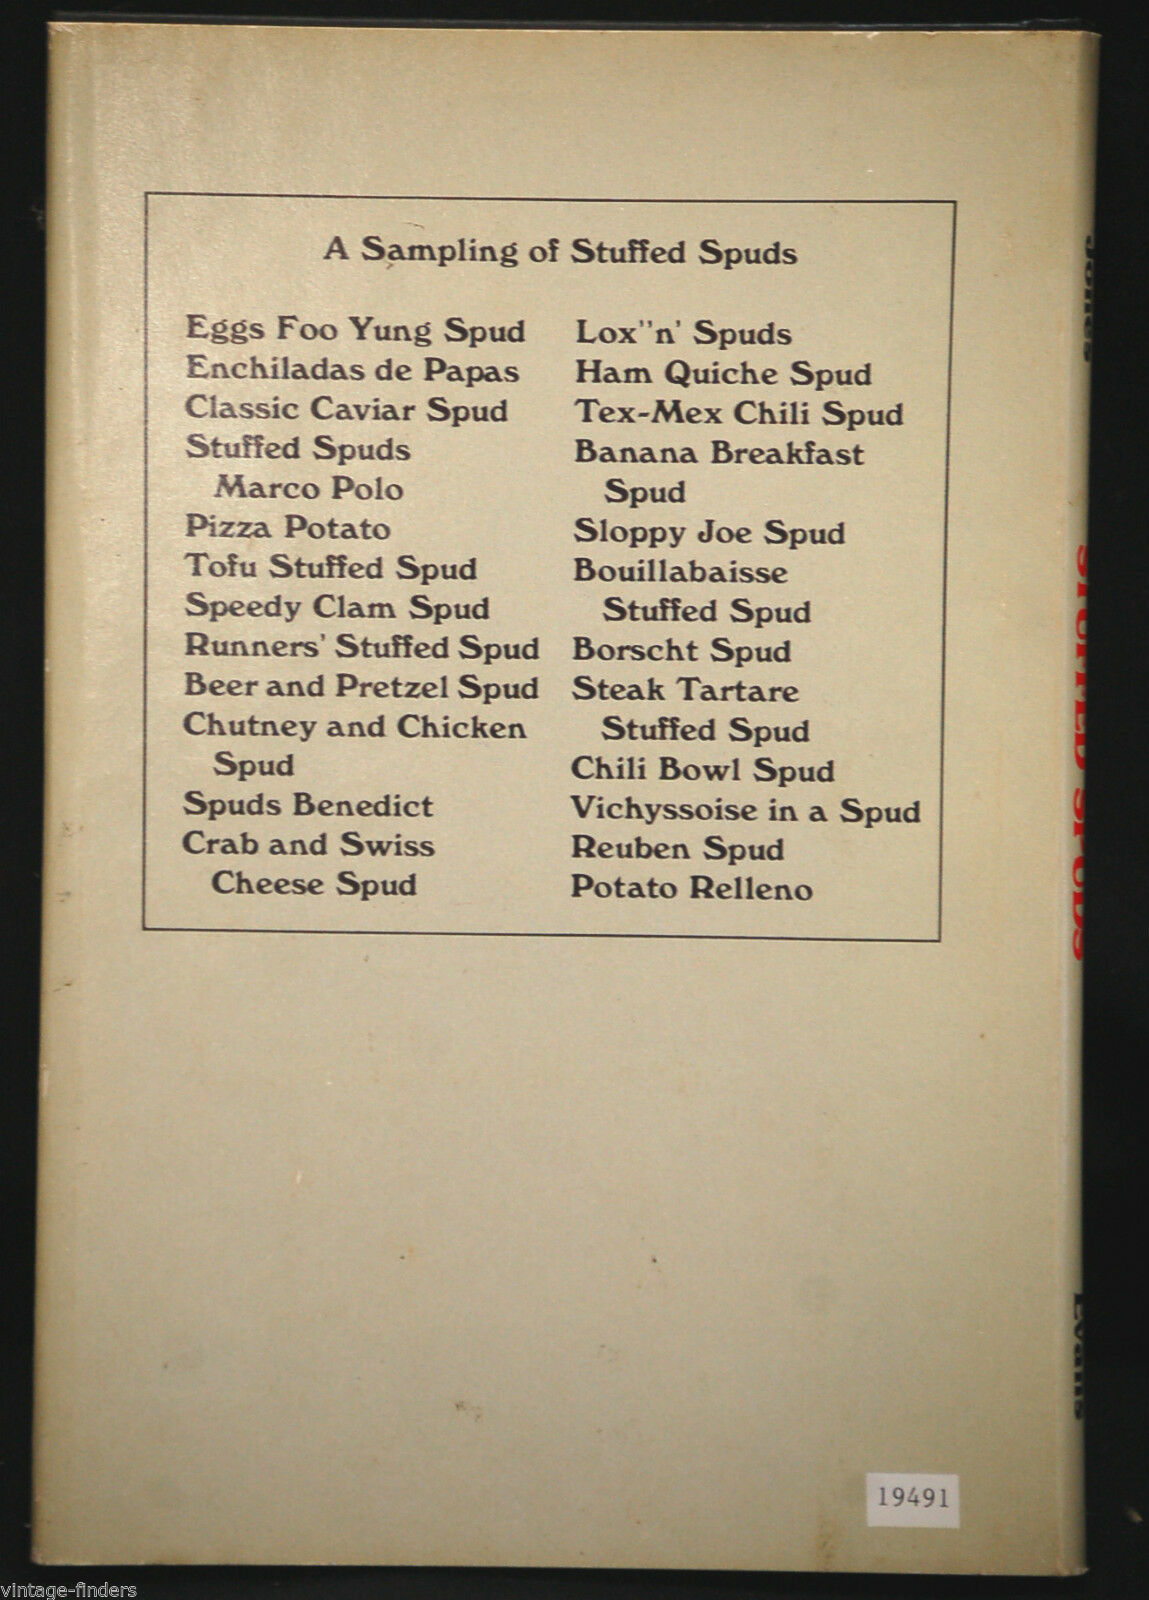 A Sampling of Stuffed Spuds
Eggs Foo Yung Spud
Enchiladas de Papas
Classic Caviar Spud
Stuffed Spuds
Marco Polo
Pizza Potato
Tofu Stuffed Spud
Speedy Clam Spud
Runners' Stuffed Spud
Beer and Pretzel Spud
Chutney and Chicken
Spud
Spuds Benedict
Crab and Swiss
Cheese Spud
Lox"n' Spuds
Ham Quiche Spud
Tex-Mex Chili Spud
Banana Breakfast
Spud
Sloppy Joe Spud
Bouillabaisse
Stuffed Spud
Borscht Spud
Steak Tartare
Stuffed Spud
Chili Bowl Spud
Vichyssoise in a Spud
Reuben Spud
Potato Relleno
Jones
STUFFED SPUDS
Evans
19491
vintage-finders